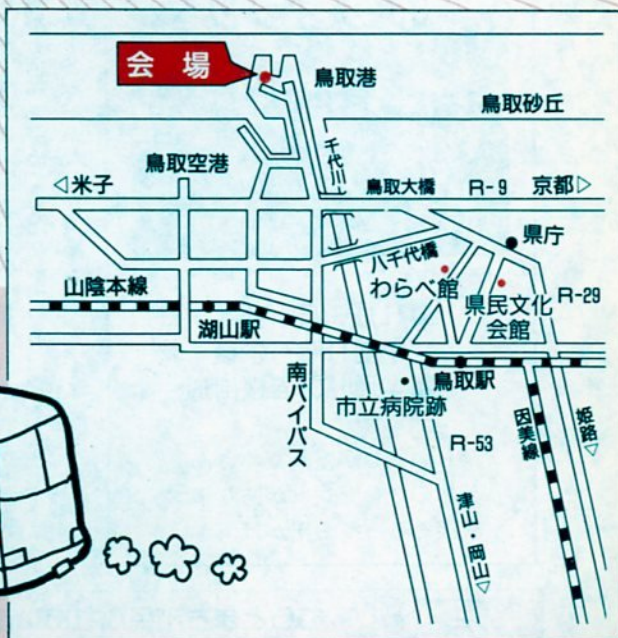 会場
鳥取港
鳥取砂丘
千代川
鳥取空港
◁米子
鳥取大橋
R-9
京都▷
県庁
八千代橋
わらべ館
県民文化
会館
R-29
山陰本線
湖山駅
鳥取駅
南バイパス
市立病院跡
R-53
因美線
姫路▷
津山・岡山▷